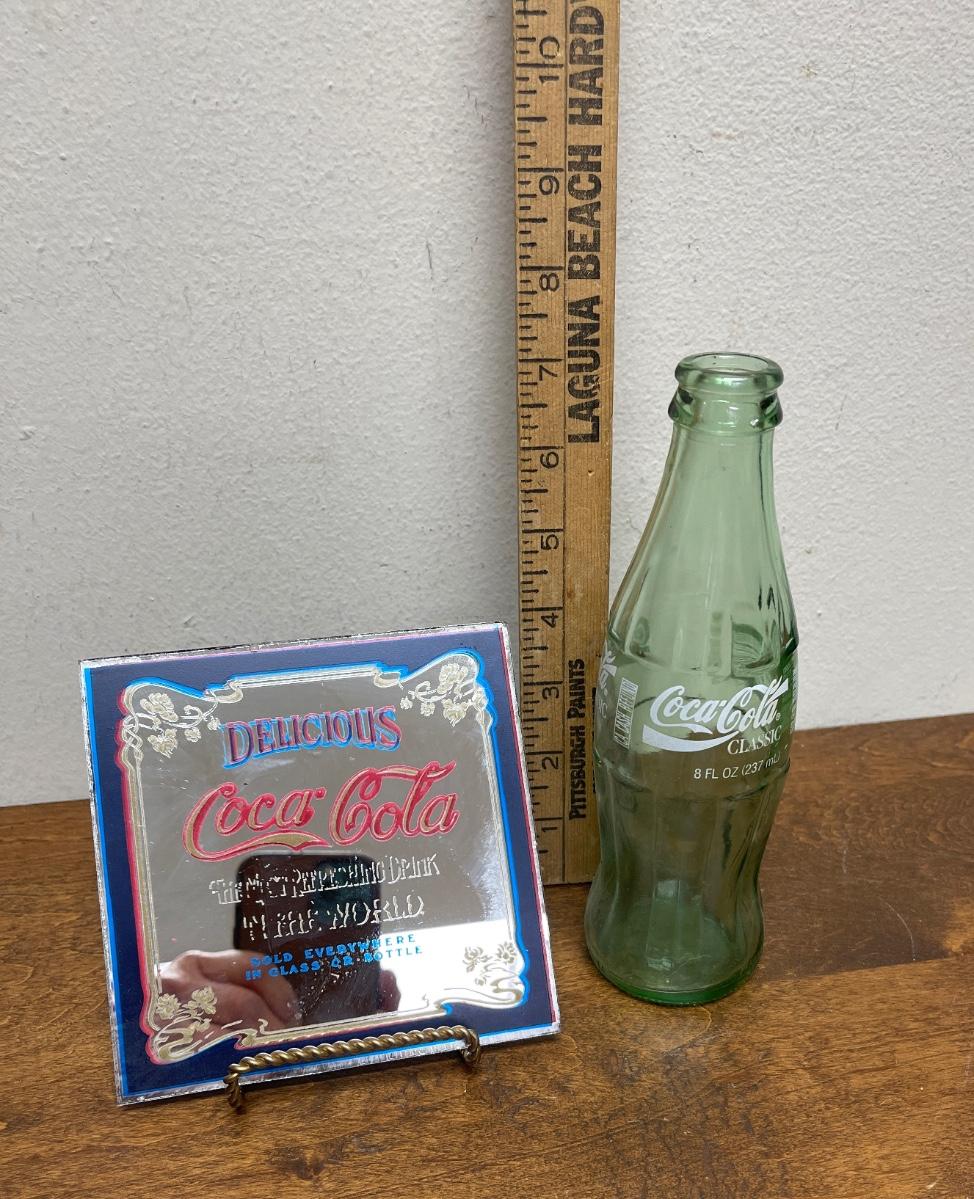 DELICIOUS
Coca-Cola
THE MOST REFRESHING DRINK
IN THE WORLD
SOLD EVERYWHERE
IN GLASS OR BOTTLE
10
9
8
7
6
5
4
3
2
1
LAGUNA BEACH HARD
PITTSBURGH PAINTS
Coca-Cola
CLASSIC
8 FL OZ (237 mL)